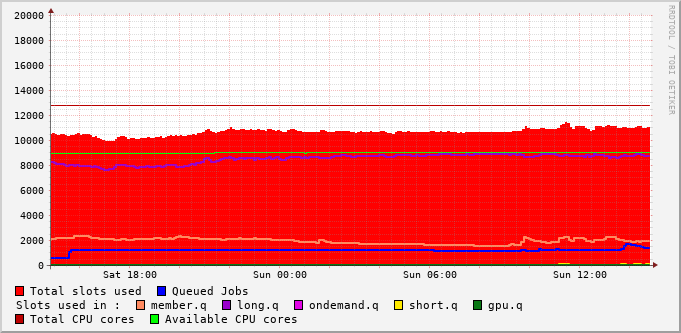 RRDTOOL / TOBI OETIKER
20000
18000
16000
14000
12000
10000
8000
6000
4000
2000
0
Sat 18:00 Sun 00:00 Sun 06:00 Sun 12:00
Total slots used Queued Jobs
Slots used in : member.q long.q ondemand.q short.q gpu.q
Total CPU cores Available CPU cores